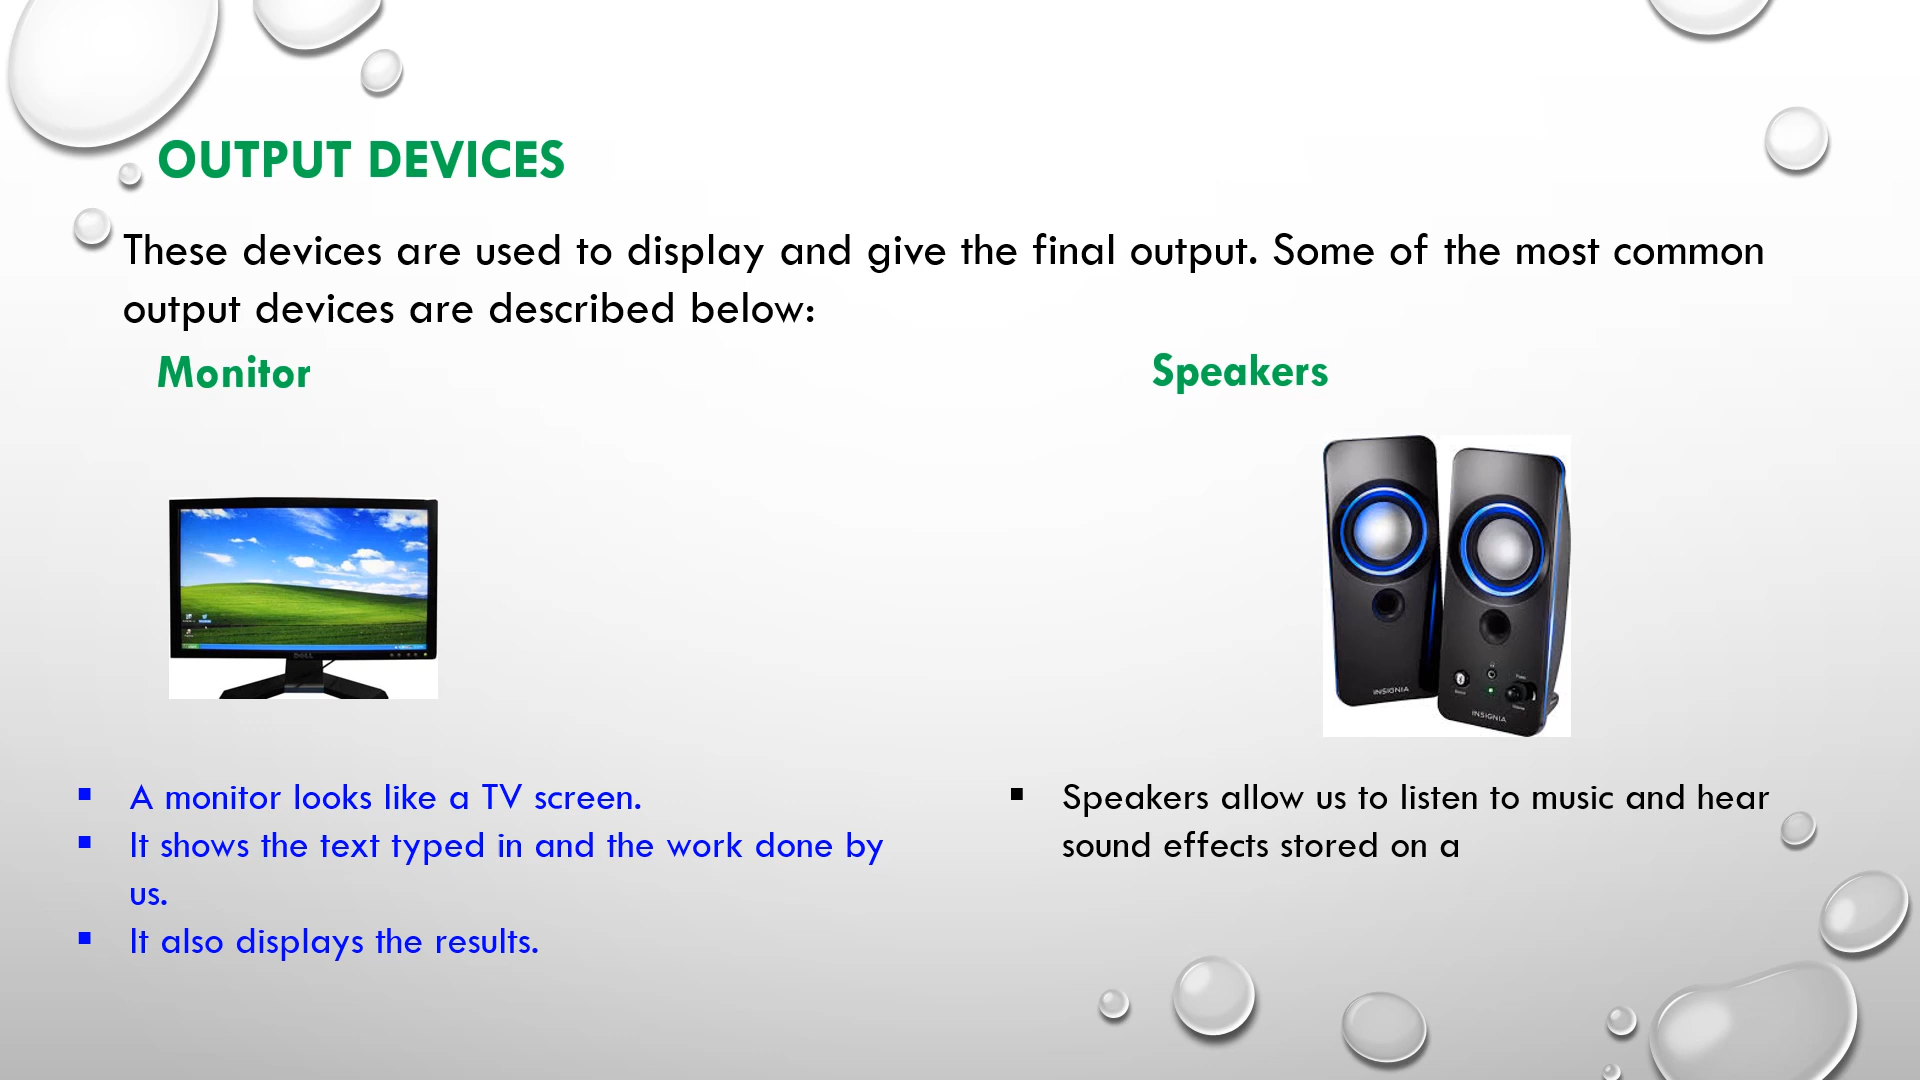 OUTPUT DEVICES
These devices are used to display and give the final output. Some of the most common
output devices are described below:
Monitor
Speakers
DELL
INSIGNIA
INSIGNIA
▪ A monitor looks like a TV screen.
▪ It shows the text typed in and the work done by
us.
▪ It also displays the results.
▪ Speakers allow us to listen to music and hear
sound effects stored on a